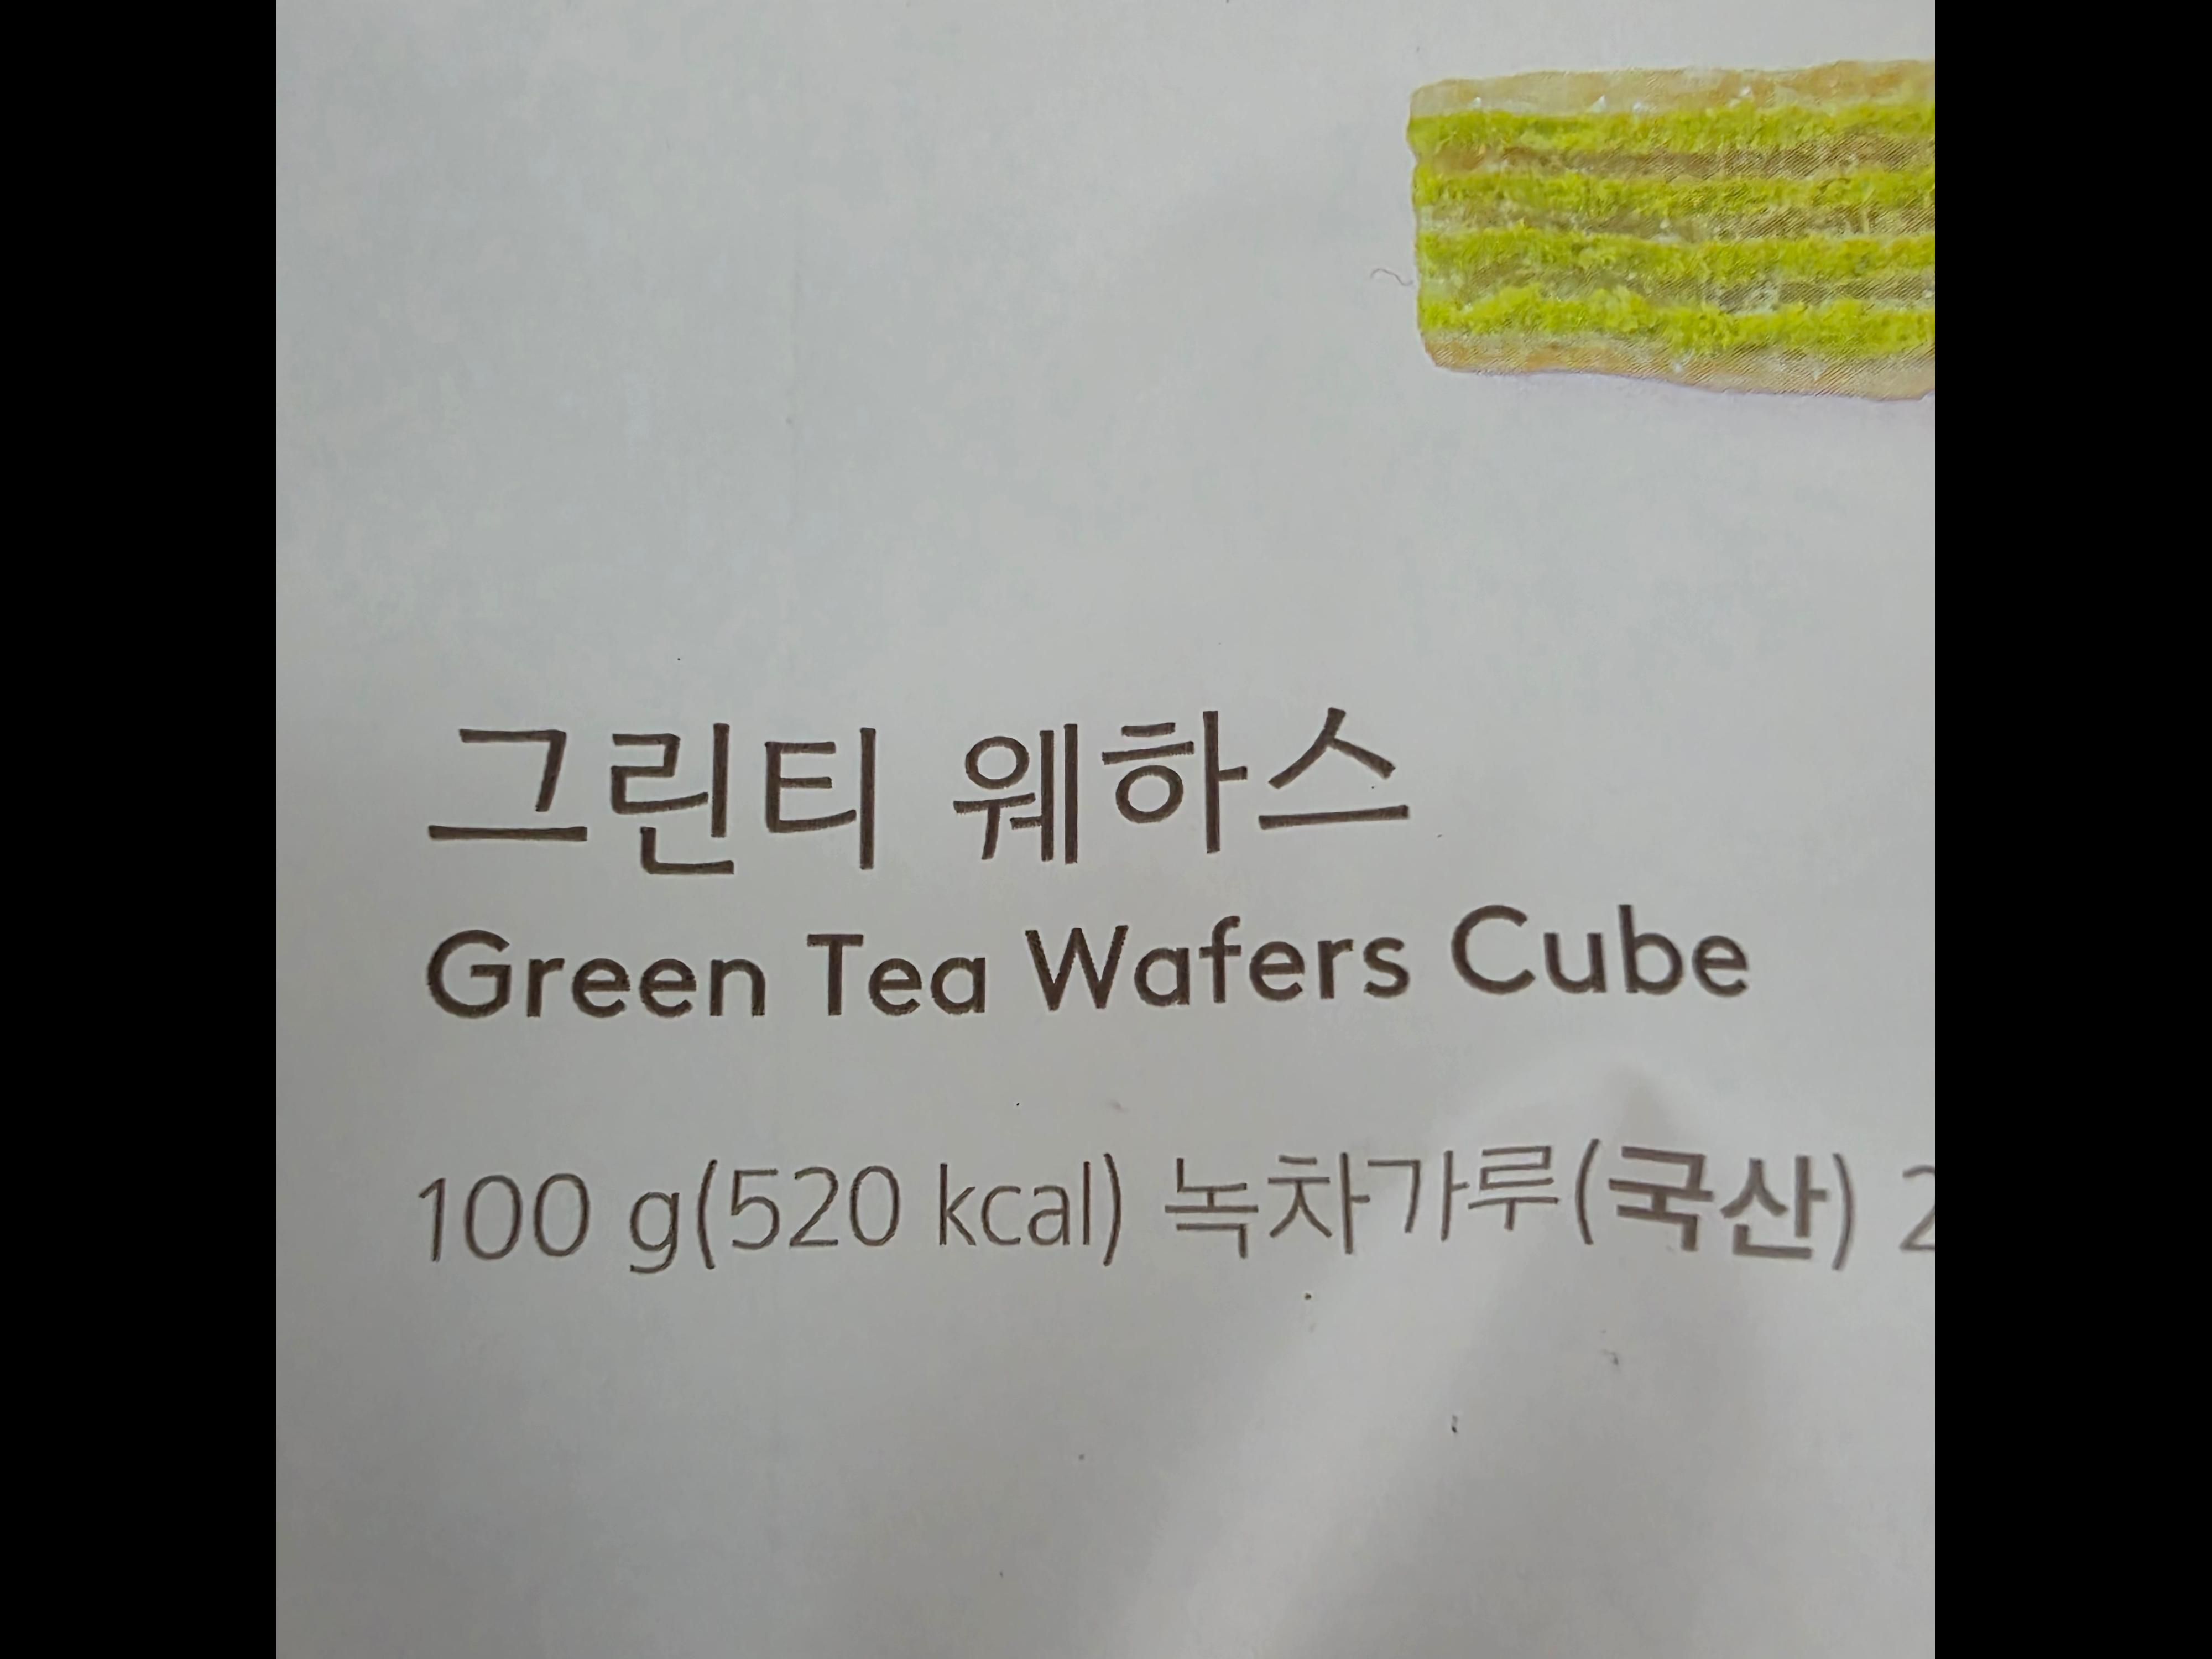 그린티 웨하스
Green Tea Wafers Cube
100 g(520 kcal) 녹차가루(국산) 2